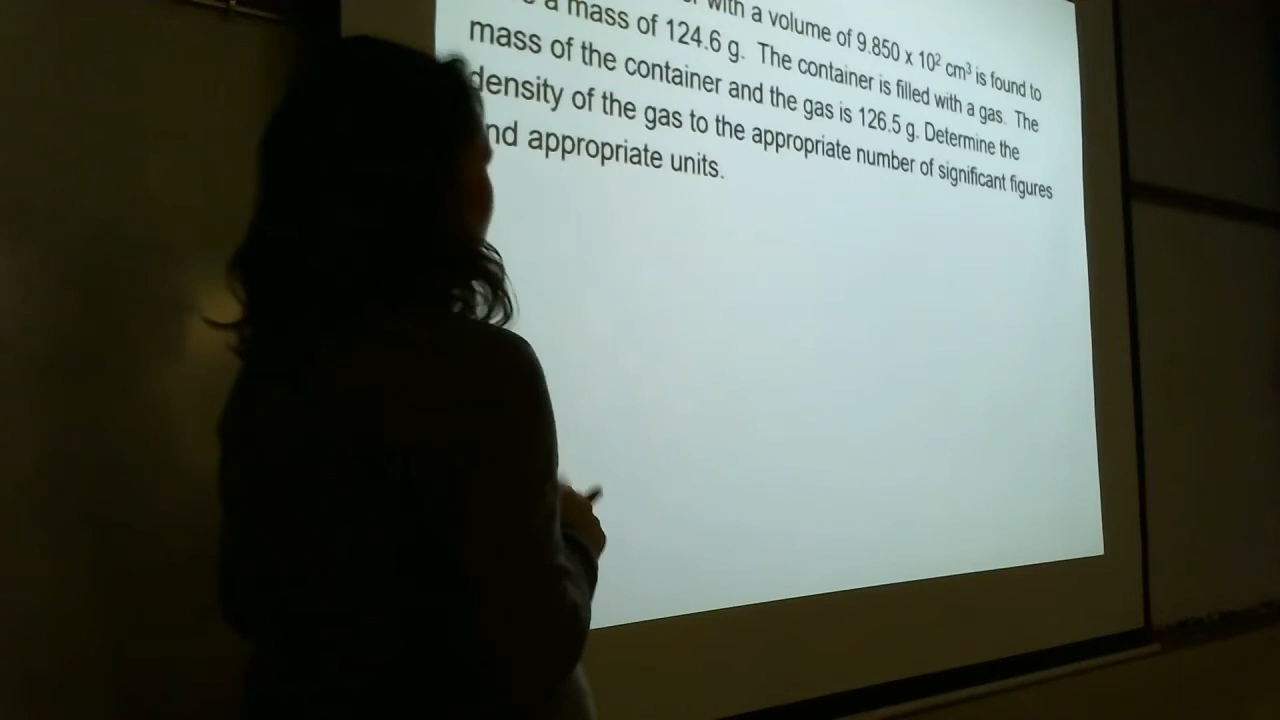 with a volume of 9.850 x 10² cm³ is found to
a mass of 124.6 g. The container is filled with a gas. The
mass of the container and the gas is 126.5 g. Determine the
density of the gas to the appropriate number of significant figures
nd appropriate units.